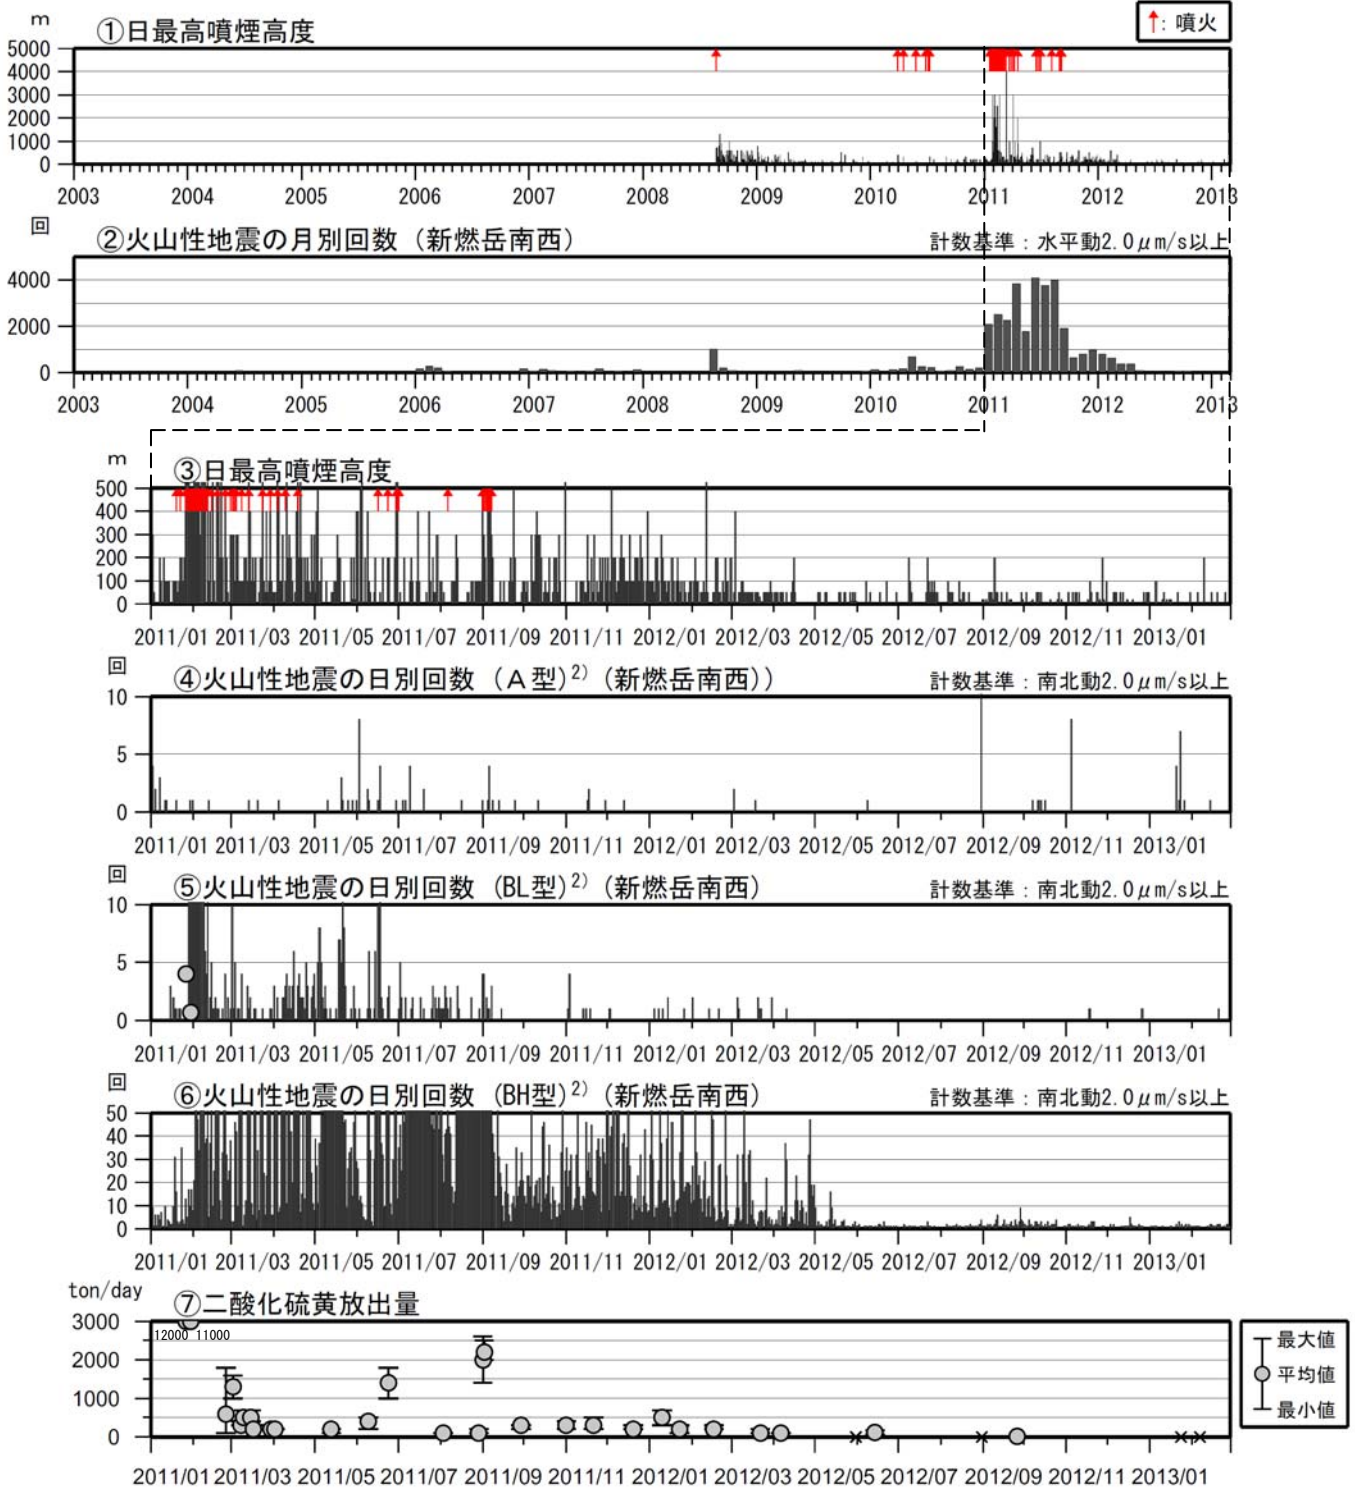 m
①日最高噴煙高度
↑: 噴火
5000
4000
3000
2000
1000
0
2003 2004 2005 2006 2007 2008 2009 2010 2011 2012 2013
回
②火山性地震の月別回数（新燃岳南西）
計数基準：水平動2.0μm/s以上
4000
2000
0
2003 2004 2005 2006 2007 2008 2009 2010 2011 2012 2013
m
③日最高噴煙高度
500
400
300
200
100
0
2011/01 2011/03 2011/05 2011/07 2011/09 2011/11 2012/01 2012/03 2012/05 2012/07 2012/09 2012/11 2013/01
回
④火山性地震の日別回数（Ａ型）2)（新燃岳南西））
計数基準：南北動2.0μm/s以上
10
5
0
2011/01 2011/03 2011/05 2011/07 2011/09 2011/11 2012/01 2012/03 2012/05 2012/07 2012/09 2012/11 2013/01
回
⑤火山性地震の日別回数（BL型）2)（新燃岳南西）
計数基準：南北動2.0μm/s以上
10
5
0
2011/01 2011/03 2011/05 2011/07 2011/09 2011/11 2012/01 2012/03 2012/05 2012/07 2012/09 2012/11 2013/01
回
⑥火山性地震の日別回数（BH型）2)（新燃岳南西）
計数基準：南北動2.0μm/s以上
50
40
30
20
10
0
2011/01 2011/03 2011/05 2011/07 2011/09 2011/11 2012/01 2012/03 2012/05 2012/07 2012/09 2012/11 2013/01
ton/day
⑦二酸化硫黄放出量
3000
2000
1000
0
12000 11000
最大値
平均値
最小値
2011/01 2011/03 2011/05 2011/07 2011/09 2011/11 2012/01 2012/03 2012/05 2012/07 2012/09 2012/11 2013/01